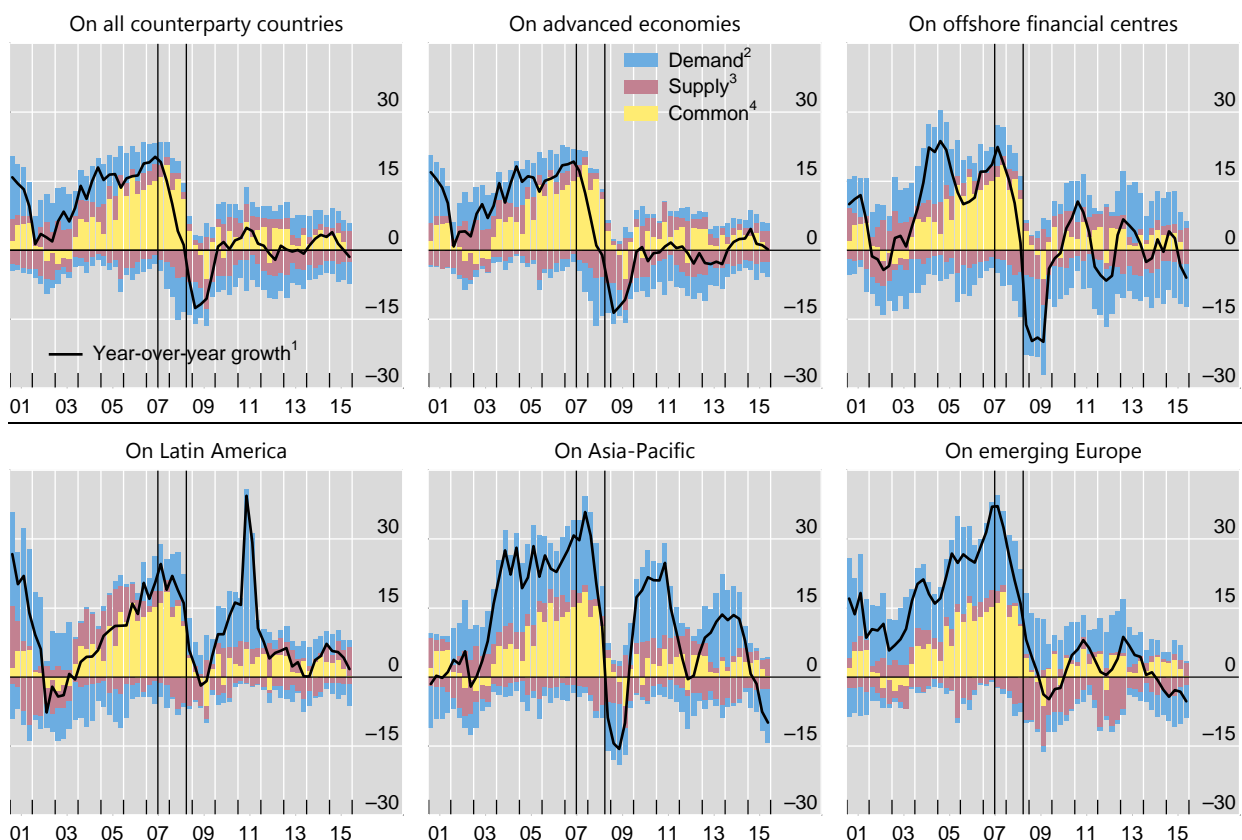 On all counterparty countries
On advanced economies
On offshore financial centres
Demand2
Supply3
Common4
30
15
0
–15
–30
30
15
0
–15
–30
30
15
0
–15
–30
Year-over-year growth1
01 03 05 07 09 11 13 15
01 03 05 07 09 11 13 15
01 03 05 07 09 11 13 15
On Latin America
On Asia-Pacific
On emerging Europe
30
15
0
–15
–30
30
15
0
–15
–30
30
15
0
–15
–30
01 03 05 07 09 11 13 15
01 03 05 07 09 11 13 15
01 03 05 07 09 11 13 15